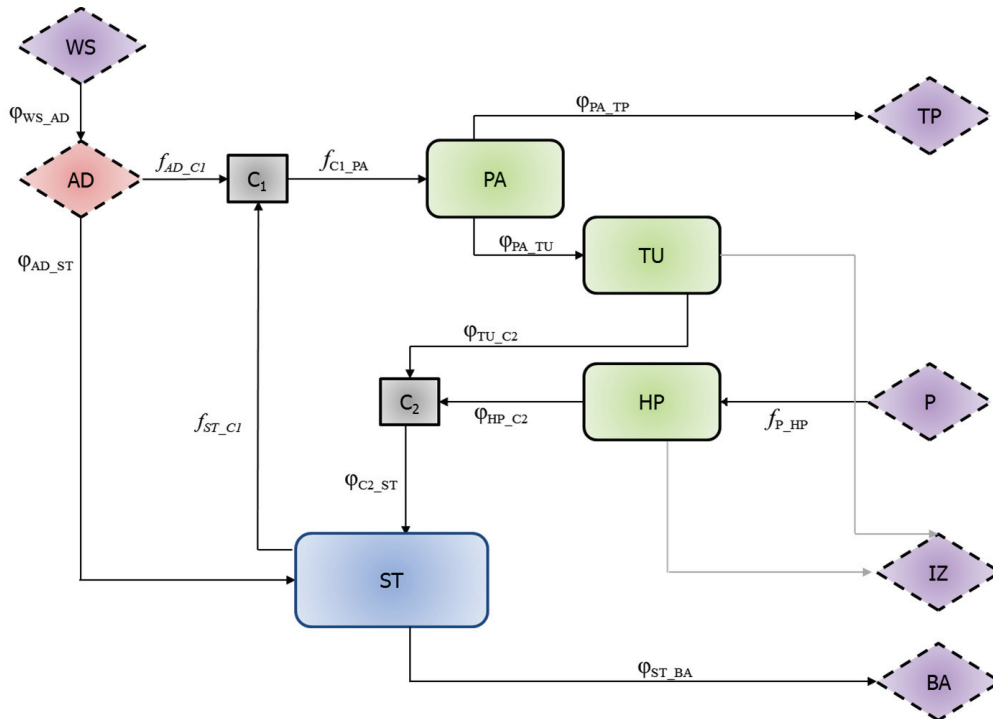 WS
φWS_AD
φPA_TP
TP
AD
fAD_C1
C1
fC1_PA
PA
φPA_TU
TU
φAD_ST
φTU_C2
C2
φHP_C2
HP
fP_HP
P
fST_C1
φC2_ST
ST
IZ
φST_BA
BA